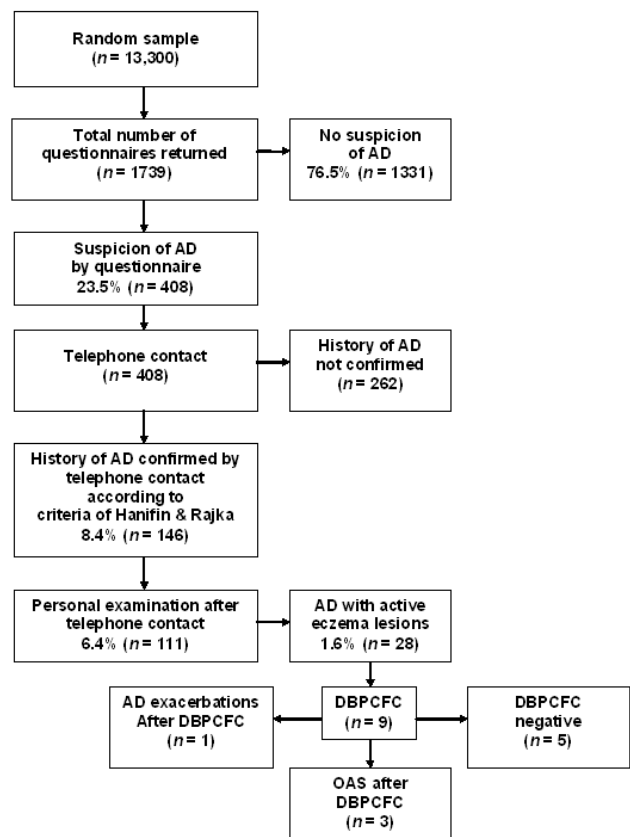 Random sample
(n = 13,300)
Total number of
questionnaires returned
(n = 1739)
No suspicion
of AD
76.5% (n = 1331)
Suspicion of AD
by questionnaire
23.5% (n = 408)
Telephone contact
(n = 408)
History of AD
not confirmed
(n = 262)
History of AD confirmed by
telephone contact
according to
criteria of Hanifin & Rajka
8.4% (n = 146)
Personal examination after
telephone contact
6.4% (n = 111)
AD with active
eczema lesions
1.6% (n = 28)
AD exacerbations
After DBPCFC
(n = 1)
DBPCFC
(n = 9)
DBPCFC
negative
(n = 5)
OAS after
DBPCFC
(n = 3)